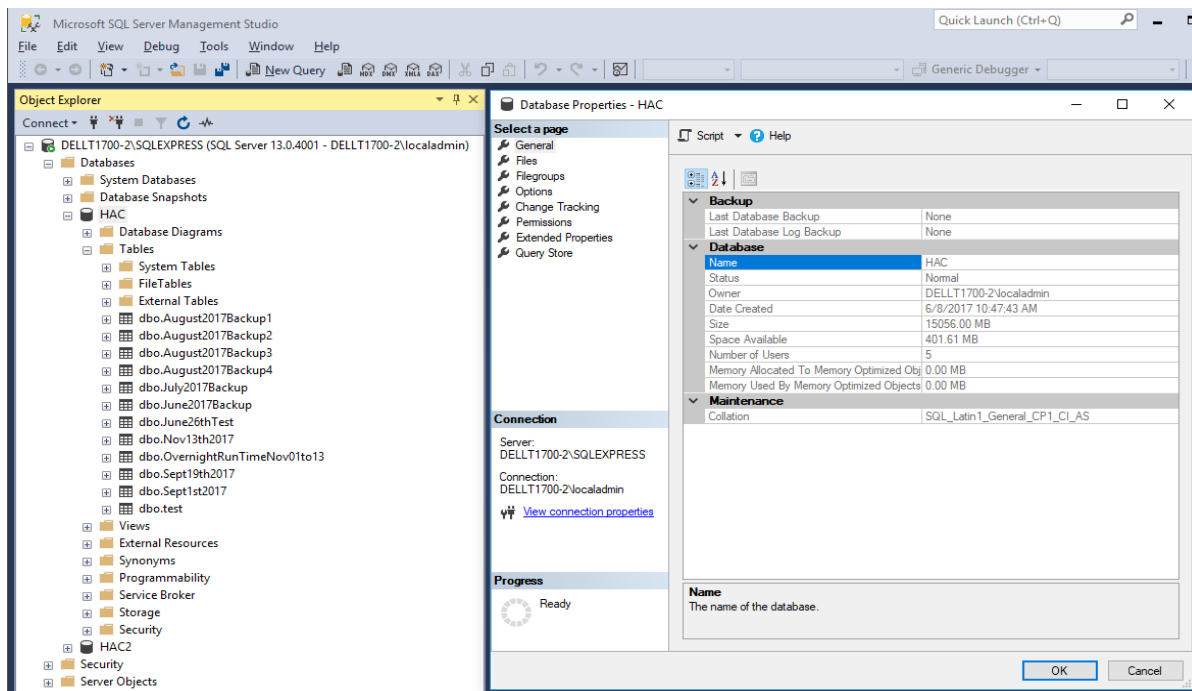 Microsoft SQL Server Management Studio
Quick Launch (Ctrl+Q)
File Edit View Debug Tools Window Help
New Query MDX DMX XMLA DAX Generic Debugger
Object Explorer
Connect
DELLT1700-2\SQLEXPRESS (SQL Server 13.0.4001 - DELLT1700-2\localadmin)
Databases
System Databases
Database Snapshots
HAC
Database Diagrams
Tables
System Tables
FileTables
External Tables
dbo.August2017Backup1
dbo.August2017Backup2
dbo.August2017Backup3
dbo.August2017Backup4
dbo.July2017Backup
dbo.June2017Backup
dbo.June26thTest
dbo.Nov13th2017
dbo.OvernightRunTimeNov01to13
dbo.Sept19th2017
dbo.Sept1st2017
dbo.test
Views
External Resources
Synonyms
Programmability
Service Broker
Storage
Security
HAC2
Security
Server Objects
Database Properties - HAC
Select a page
General
Files
Filegroups
Options
Change Tracking
Permissions
Extended Properties
Query Store
Connection
Server:
DELLT1700-2\SQLEXPRESS
Connection:
DELLT1700-2\localadmin
View connection properties
Progress
Ready
Script Help
Backup
Last Database Backup None
Last Database Log Backup None
Database
Name HAC
Status Normal
Owner DELLT1700-2\localadmin
Date Created 6/8/2017 10:47:43 AM
Size 15056.00 MB
Space Available 401.61 MB
Number of Users 5
Memory Allocated To Memory Optimized Obj 0.00 MB
Memory Used By Memory Optimized Objects 0.00 MB
Maintenance
Collation SQL_Latin1_General_CP1_CI_AS
Name
The name of the database.
OK Cancel